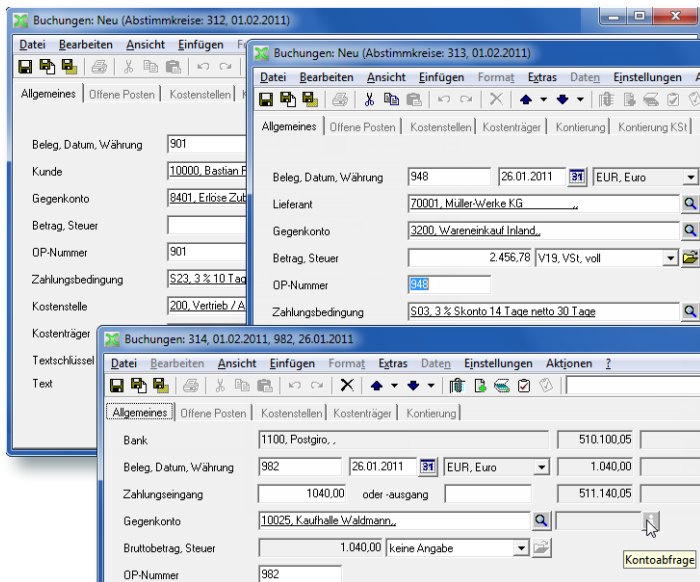 Buchungen: Neu (Abstimmkreise: 312, 01.02.2011)
Datei Bearbeiten Ansicht Einfügen
Allgemeines Offene Posten Kostenstellen
Beleg, Datum, Währung 901
Kunde 10000, Bastian
Gegenkonto 8401, Erlöse
Betrag, Steuer
OP-Nummer 901
Zahlungsbedingung S23, 3 % 10
Kostenstelle 200, Vertrieb /
Kostenträger
Textschlüssel
Text
Buchungen: Neu (Abstimmkreise: 313, 01.02.2011)
Datei Bearbeiten Ansicht Einfügen Format Extras Daten Einstellungen
Allgemeines Offene Posten Kostenstellen Kostenträger Kontierung Kontierung KSt
Beleg, Datum, Währung 948 26.01.2011 31 EUR, Euro
Lieferant 70001, Müller-Werke KG ,,
Gegenkonto 3200, Wareneinkauf Inland,,
Betrag, Steuer 2.456,78 V19, VSt, voll
OP-Nummer 948
Zahlungsbedingung S03, 3 % Skonto 14 Tage netto 30 Tage
Buchungen: 314, 01.02.2011, 982, 26.01.2011
Datei Bearbeiten Ansicht Einfügen Format Extras Daten Einstellungen Aktionen ?
Allgemeines Offene Posten Kostenstellen Kostenträger Kontierung
Bank 1100, Postgiro, , 510.100,05
Beleg, Datum, Währung 982 26.01.2011 31 EUR, Euro 1.040,00
Zahlungseingang 1040,00 oder -ausgang 511.140,05
Gegenkonto 10025, Kaufhalle Waldmann,,
Bruttobetrag, Steuer 1.040,00 keine Angabe
Kontoabfrage
OP-Nummer 982